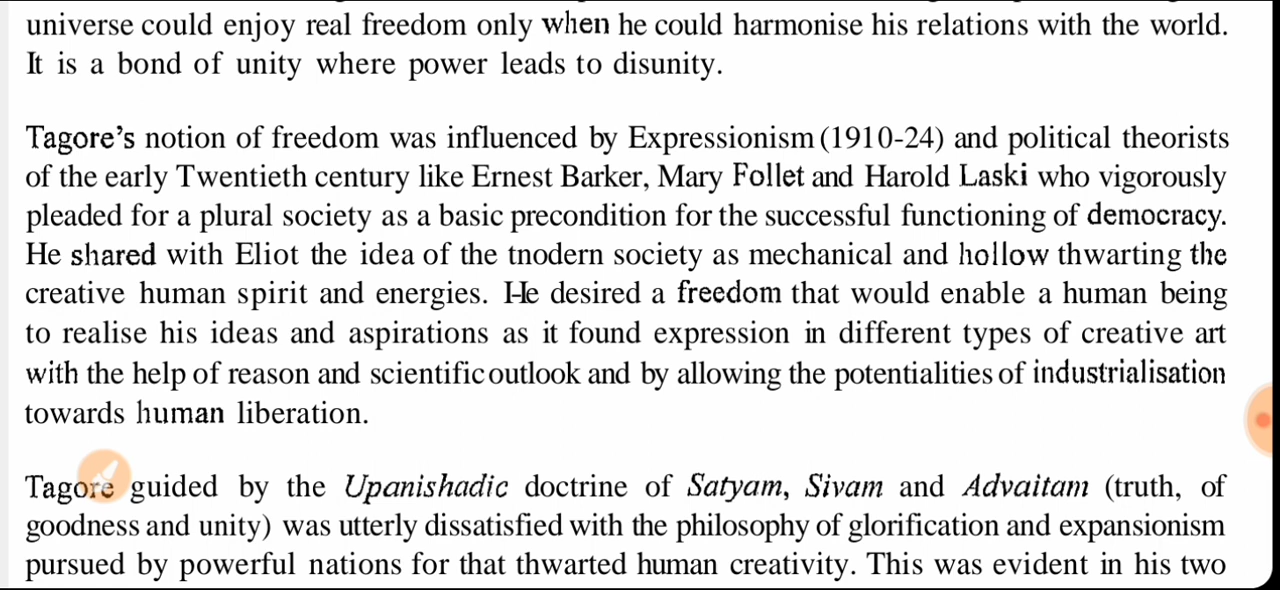 universe could enjoy real freedom only when he could harmonise his relations with the world.
It is a bond of unity where power leads to disunity.
Tagore's notion of freedom was influenced by Expressionism (1910-24) and political theorists
of the early Twentieth century like Ernest Barker, Mary Follet and Harold Laski who vigorously
pleaded for a plural society as a basic precondition for the successful functioning of democracy.
He shared with Eliot the idea of the tnodern society as mechanical and hollow thwarting the
creative human spirit and energies. He desired a freedom that would enable a human being
to realise his ideas and aspirations as it found expression in different types of creative art
with the help of reason and scientific outlook and by allowing the potentialities of industrialisation
towards human liberation.
Tagore guided by the Upanishadic doctrine of Satyam, Sivam and Advaitam (truth, of
goodness and unity) was utterly dissatisfied with the philosophy of glorification and expansionism
pursued by powerful nations for that thwarted human creativity. This was evident in his two